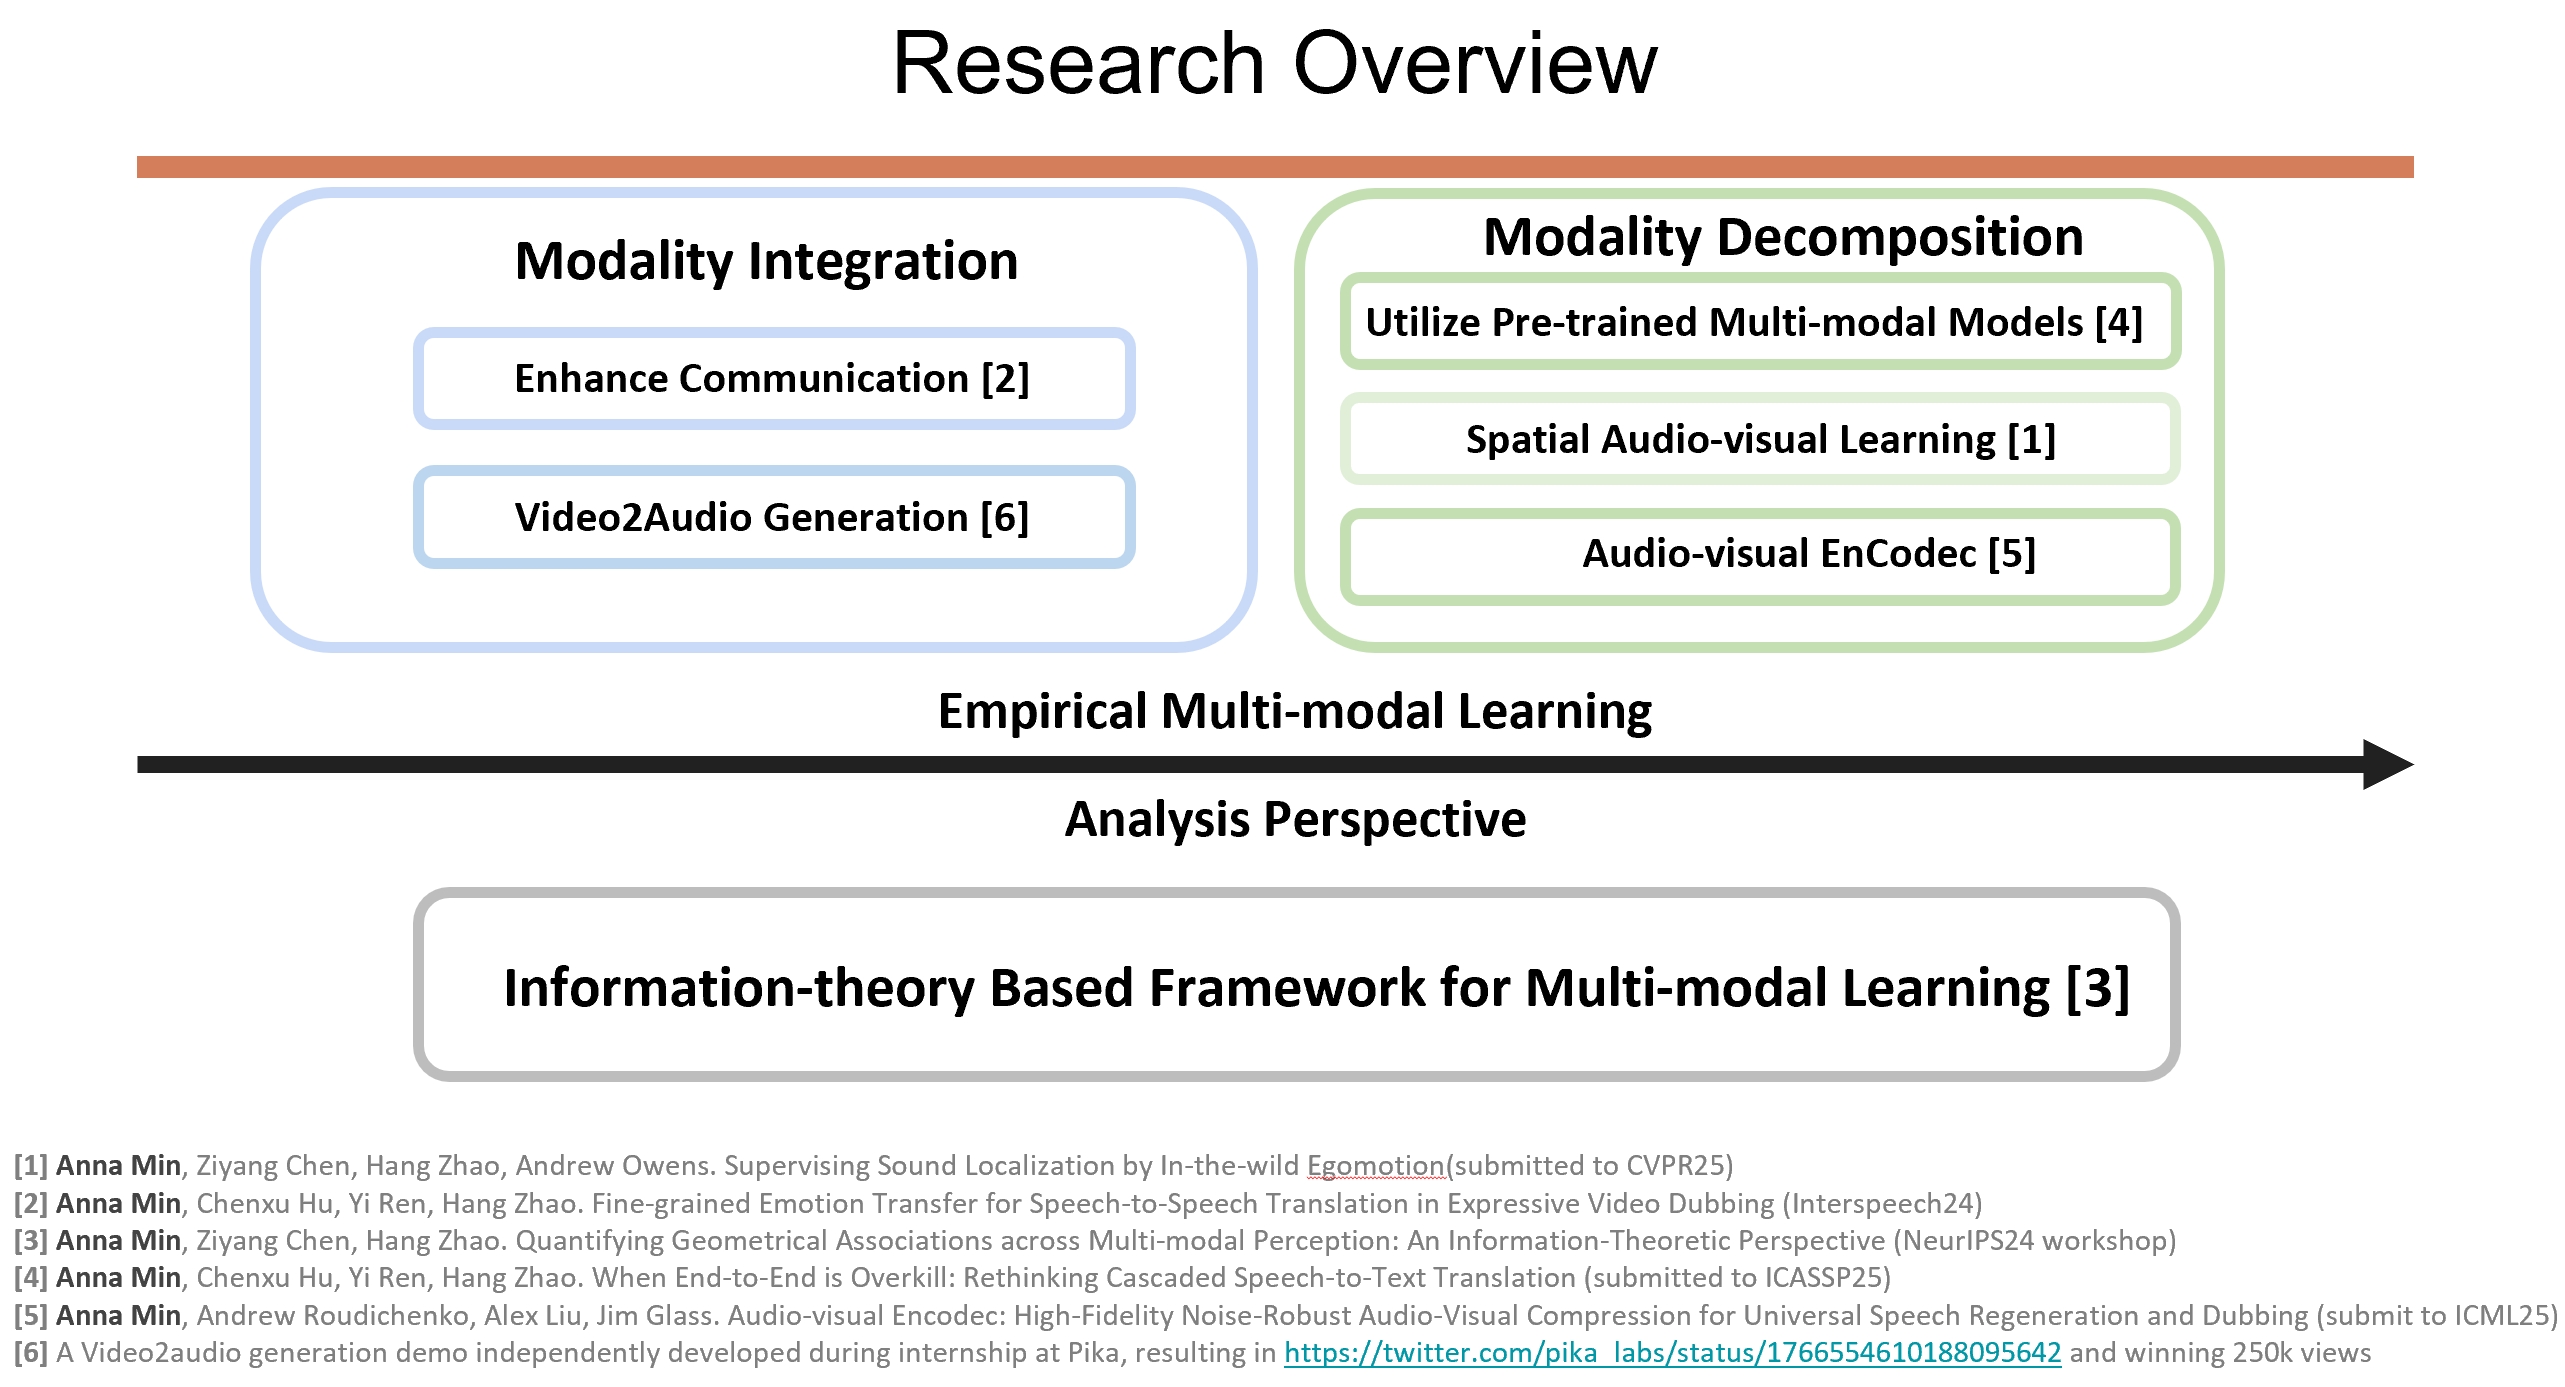 Research Overview
Modality Integration
Enhance Communication [2]
Video2Audio Generation [6]
Modality Decomposition
Utilize Pre-trained Multi-modal Models [4]
Spatial Audio-visual Learning [1]
Audio-visual EnCodec [5]
Empirical Multi-modal Learning
Analysis Perspective
Information-theory Based Framework for Multi-modal Learning [3]
[1] Anna Min, Ziyang Chen, Hang Zhao, Andrew Owens. Supervising Sound Localization by In-the-wild Egomotion(submitted to CVPR25)
[2] Anna Min, Chenxu Hu, Yi Ren, Hang Zhao. Fine-grained Emotion Transfer for Speech-to-Speech Translation in Expressive Video Dubbing (Interspeech24)
[3] Anna Min, Ziyang Chen, Hang Zhao. Quantifying Geometrical Associations across Multi-modal Perception: An Information-Theoretic Perspective (NeurIPS24 workshop)
[4] Anna Min, Chenxu Hu, Yi Ren, Hang Zhao. When End-to-End is Overkill: Rethinking Cascaded Speech-to-Text Translation (submitted to ICASSP25)
[5] Anna Min, Andrew Roudichenko, Alex Liu, Jim Glass. Audio-visual Encodec: High-Fidelity Noise-Robust Audio-Visual Compression for Universal Speech Regeneration and Dubbing (submit to ICML25)
[6] A Video2audio generation demo independently developed during internship at Pika, resulting in https://twitter.com/pika_labs/status/1766554610188095642 and winning 250k views